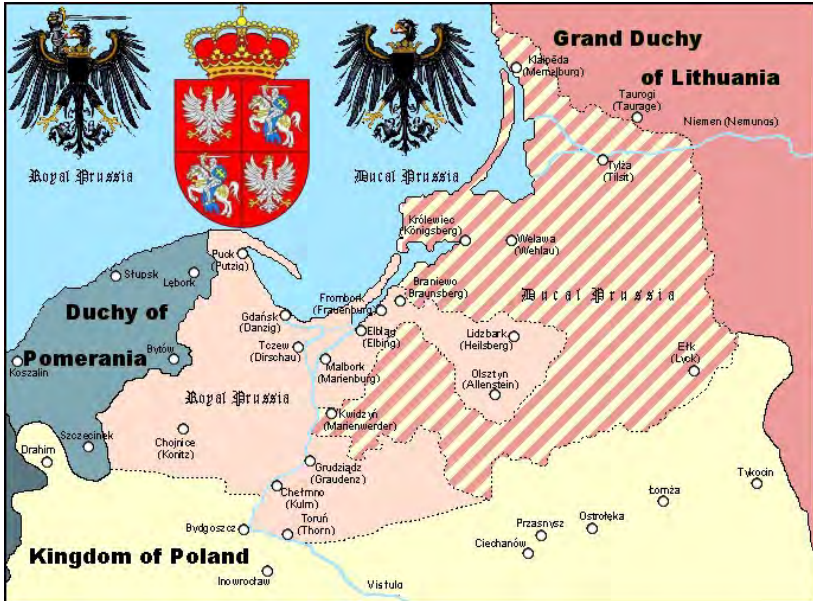 Grand Duchy
of Lithuania
Klaipėda
(Memelburg)
Taurogi
(Taurage)
Niemen (Nemunas)
Royal Prussia
Ducal Prussia
Tylża
(Tilsit)
Królewiec
(Königsberg)
Welawa
(Wehlau)
Puck
(Putzig)
Słupsk
Lębork
Braniewo
(Braunsberg)
Ducal Prussia
Frombork
(Frauenburg)
Duchy of
Pomerania
Gdańsk
(Danzig)
Elbląg
(Elbing)
Lidzbark
(Heilsberg)
Tczew
(Dirschau)
Bytów
Koszalin
Malbork
(Marienburg)
Ełk
(Lyck)
Olsztyn
(Allenstein)
Royal Prussia
Kwidzyń
(Marienwerder)
Chojnice
(Konitz)
Szczecinek
Drahim
Grudziądz
(Graudenz)
Chełmno
(Kulm)
Tykocin
Łomża
Toruń
(Thorn)
Bydgoszcz
Ostrołęka
Przasnysz
Ciechanów
Kingdom of Poland
Inowrocław
Vistula